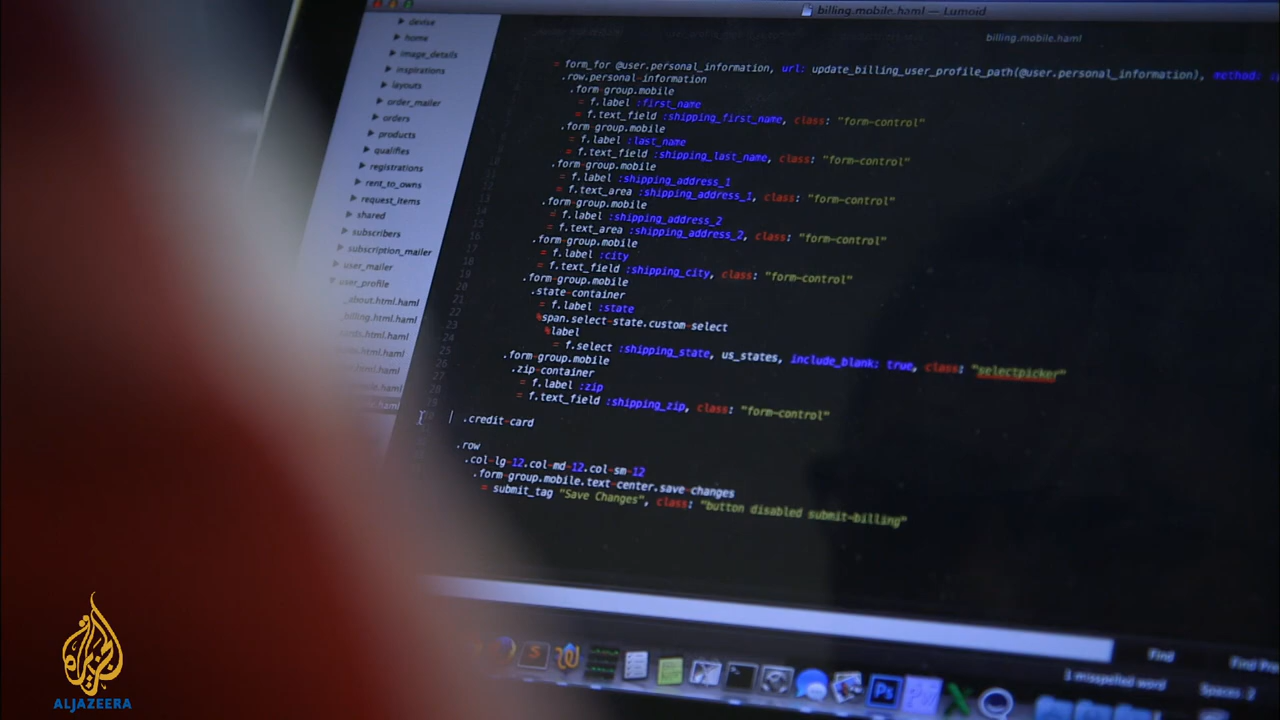 billing.mobile.haml — Lumoid
billing.mobile.haml
devise
home
image_details
inspirations
layouts
order_mailer
orders
products
qualifies
registrations
rent_to_owns
request_items
shared
subscribers
subscription_mailer
user_mailer
user_profile
_about.html.haml
_billing.html.haml
= form_for @user.personal_information, url: update_billing_user_profile_path(@user.personal_information), method:
.row.personal-information
.form-group.mobile
= f.label :first_name
= f.text_field :shipping_first_name, class: "form-control"
.form-group.mobile
= f.label :last_name
= f.text_field :shipping_last_name, class: "form-control"
.form-group.mobile
= f.label :shipping_address_1
= f.text_area :shipping_address_1, class: "form-control"
.form-group.mobile
= f.label :shipping_address_2
= f.text_area :shipping_address_2, class: "form-control"
.form-group.mobile
= f.label :city
= f.text_field :shipping_city, class: "form-control"
.form-group.mobile
.state-container
= f.label :state
%span.select-state.custom-select
%label
= f.select :shipping_state, us_states, include_blank: true, class: "selectpicker"
.form-group.mobile
.zip-container
= f.label :zip
= f.text_field :shipping_zip, class: "form-control"
.credit-card
.row
.col-lg-12.col-md-12.col-sm-12
.form-group.mobile.text-center.save-changes
= submit_tag "Save Changes", class: "button disabled submit-billing"
Find
Find Pre
1 misspelled word
Spaces: 2
Ps
الجزيرة
ALJAZEERA